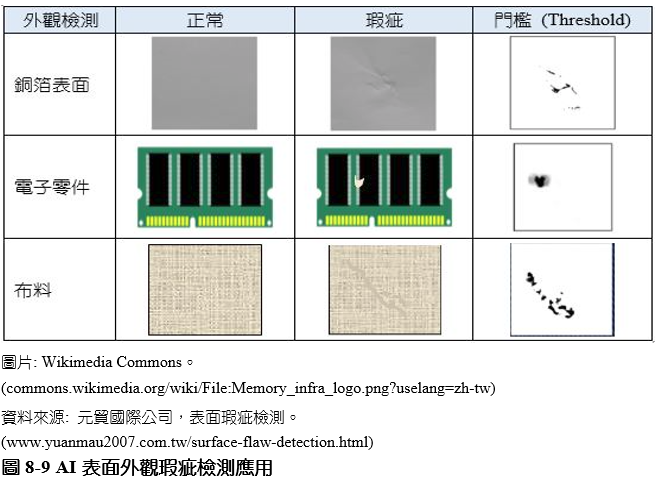 外觀檢測 正常 瑕疵 門檻 (Threshold)
銅箔表面
電子零件
布料
圖片: Wikimedia Commons。
(commons.wikimedia.org/wiki/File:Memory_infra_logo.png?uselang=zh-tw)
資料來源: 元貿國際公司，表面瑕疵檢測。
(www.yuanmau2007.com.tw/surface-flaw-detection.html)
圖 8-9 AI 表面外觀瑕疵檢測應用